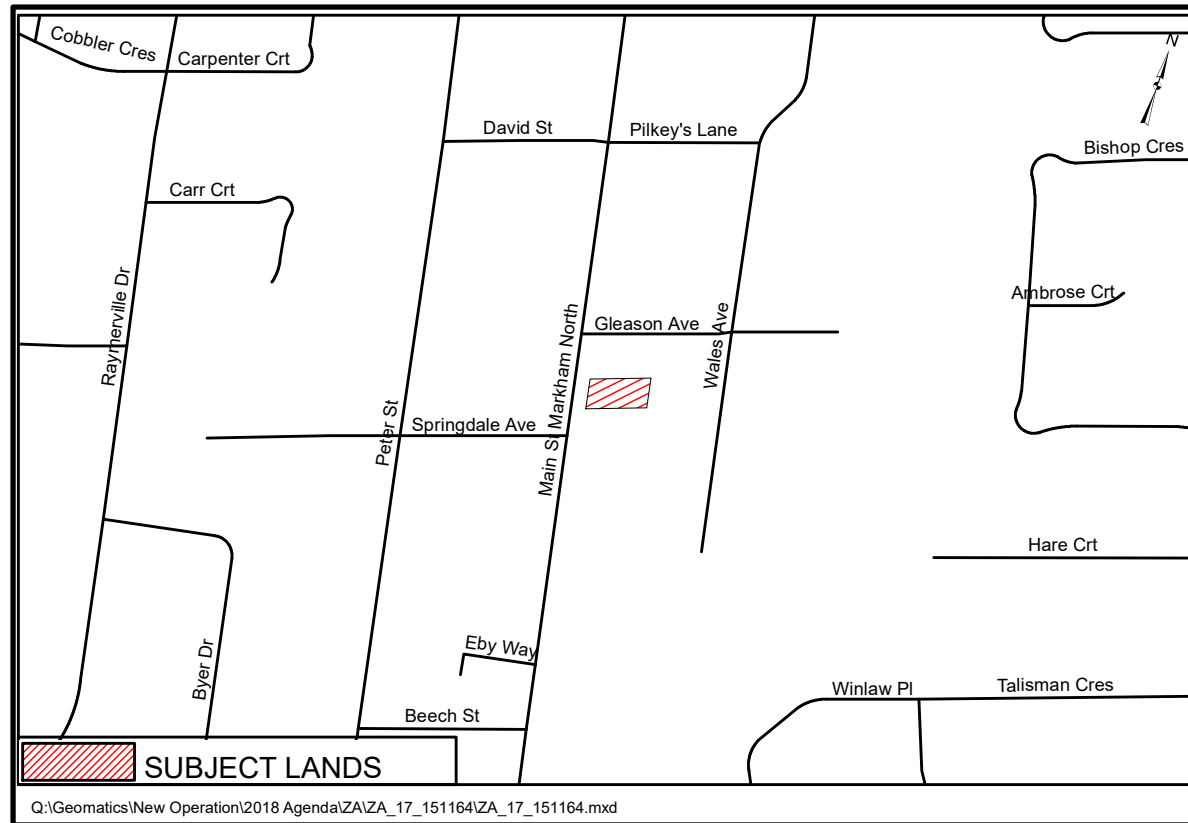 Cobbler Cres
Carpenter Crt
N
David St
Pilkey's Lane
Bishop Cres
Carr Crt
Ambrose Crt
Raymerville Dr
Gleason Ave
Wales Ave
Main St Markham North
Peter St
Springdale Ave
Hare Crt
Byer Dr
Eby Way
Winlaw Pl
Talisman Cres
Beech St
SUBJECT LANDS
Q:\Geomatics\New Operation\2018 Agenda\ZA\ZA_17_151164\ZA_17_151164.mxd